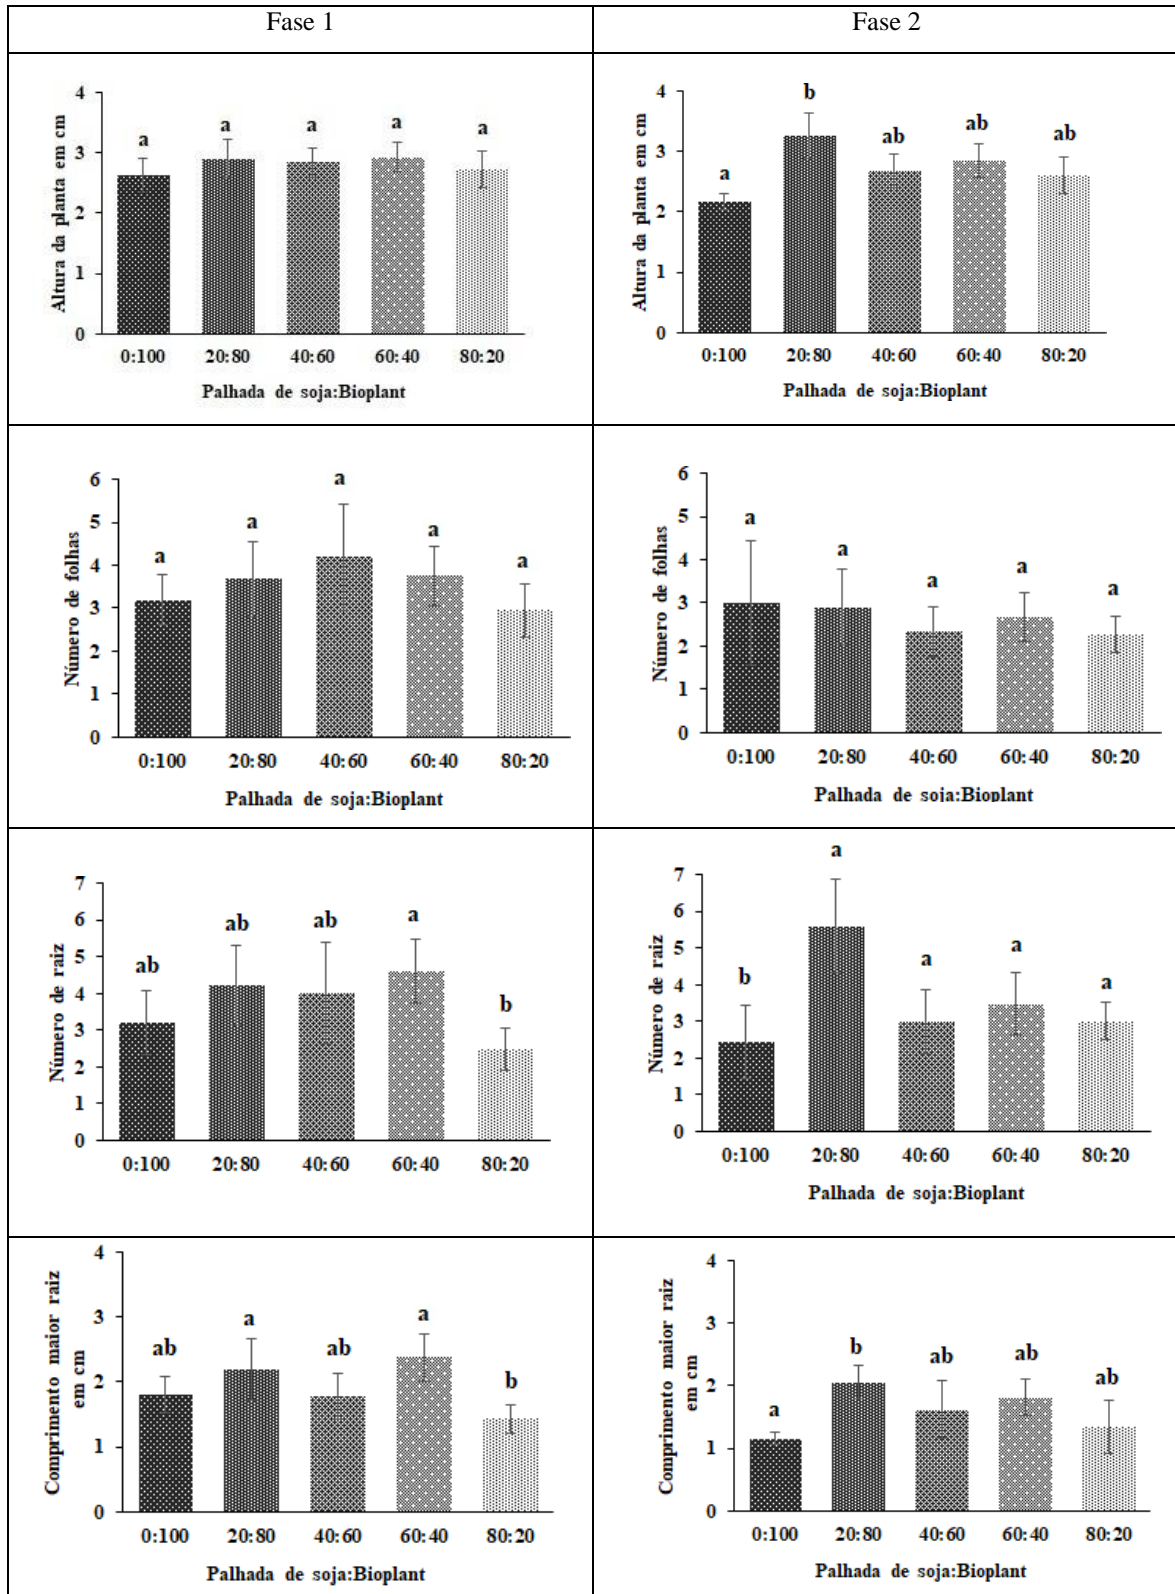 Fase 1
Fase 2
Altura da planta em cm
4
3
2
1
0
a a a a a
0:100 20:80 40:60 60:40 80:20
Palhada de soja:Bioplant
Altura da planta em cm
4
3
2
1
0
a b ab ab ab
0:100 20:80 40:60 60:40 80:20
Palhada de soja:Bioplant
Número de folhas
6
5
4
3
2
1
0
a a a a a
0:100 20:80 40:60 60:40 80:20
Palhada de soja:Bioplant
Número de folhas
6
5
4
3
2
1
0
a a a a a
0:100 20:80 40:60 60:40 80:20
Palhada de soja:Bioplant
Número de raiz
7
6
5
4
3
2
1
0
ab ab ab a b
0:100 20:80 40:60 60:40 80:20
Número de raiz
7
6
5
4
3
2
1
0
b a a a a
0:100 20:80 40:60 60:40 80:20
Palhada de soja:Bioplant
Comprimento maior raiz
em cm
4
3
2
1
0
ab a ab a b
0:100 20:80 40:60 60:40 80:20
Palhada de soja:Bioplant
Comprimento maior raiz
em cm
4
3
2
1
0
a b ab ab ab
0:100 20:80 40:60 60:40 80:20
Palhada de soja:Bioplant